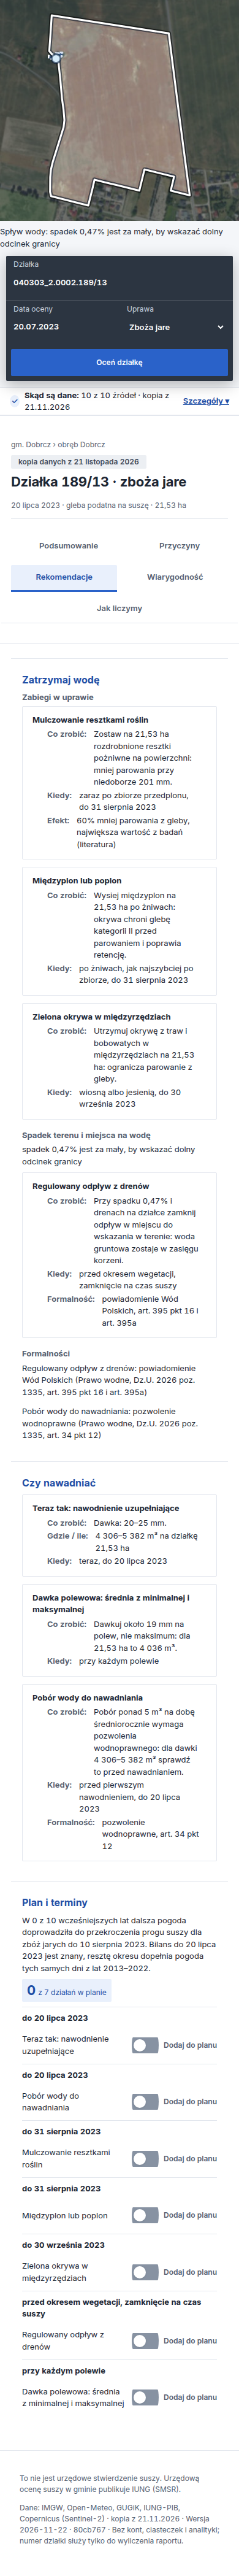 Spływ wody: spadek 0,47% jest za mały, by wskazać dolny
odcinek granicy
Działka
040303_2.0002.189/13
Data oceny
Uprawa
20.07.2023
Zboża jare
Oceń działkę
Skąd są dane: 10 z 10 źródeł · kopia z
21.11.2026
Szczegóły ▾
gm. Dobrcz › obręb Dobrcz
kopia danych z 21 listopada 2026
Działka 189/13 · zboża jare
20 lipca 2023 · gleba podatna na suszę · 21,53 ha
Podsumowanie
Przyczyny
Rekomendacje
Wiarygodność
Jak liczymy
Zatrzymaj wodę
Zabiegi w uprawie
Mulczowanie resztkami roślin
Co zrobić: Zostaw na 21,53 ha
rozdrobnione resztki
pożniwne na powierzchni:
mniej parowania przy
niedoborze 201 mm.
Kiedy: zaraz po zbiorze przedplonu,
do 31 sierpnia 2023
Efekt: 60% mniej parowania z gleby,
największa wartość z badań
(literatura)
Międzyplon lub poplon
Co zrobić: Wysiej międzyplon na
21,53 ha po żniwach:
okrywa chroni glebę
kategorii II przed
parowaniem i poprawia
retencję.
Kiedy: po żniwach, jak najszybciej po
zbiorze, do 31 sierpnia 2023
Zielona okrywa w międzyrzędziach
Co zrobić: Utrzymuj okrywę z traw i
bobowatych w
międzyrzędziach na 21,53
ha: ogranicza parowanie z
gleby.
Kiedy: wiosną albo jesienią, do 30
września 2023
Spadek terenu i miejsca na wodę
spadek 0,47% jest za mały, by wskazać dolny
odcinek granicy
Regulowany odpływ z drenów
Co zrobić: Przy spadku 0,47% i
drenach na działce zamknij
odpływ w miejscu do
wskazania w terenie: woda
gruntowa zostaje w zasięgu
korzeni.
Kiedy: przed okresem wegetacji,
zamknięcie na czas suszy
Formalność: powiadomienie Wód
Polskich, art. 395 pkt 16 i
art. 395a
Formalności
Regulowany odpływ z drenów: powiadomienie
Wód Polskich (Prawo wodne, Dz.U. 2026 poz.
1335, art. 395 pkt 16 i art. 395a)
Pobór wody do nawadniania: pozwolenie
wodnoprawne (Prawo wodne, Dz.U. 2026 poz.
1335, art. 34 pkt 12)
Czy nawadniać
Teraz tak: nawodnienie uzupełniające
Co zrobić: Dawka: 20–25 mm.
Gdzie / ile: 4 306–5 382 m³ na działkę
21,53 ha
Kiedy: teraz, do 20 lipca 2023
Dawka polewowa: średnia z minimalnej i
maksymalnej
Co zrobić: Dawkuj około 19 mm na
polew, nie maksimum: dla
21,53 ha to 4 036 m³.
Kiedy: przy każdym polewie
Pobór wody do nawadniania
Co zrobić: Pobór ponad 5 m³ na dobę
średniorocznie wymaga
pozwolenia
wodnoprawnego: dla dawki
4 306–5 382 m³ sprawdź
to przed nawadnianiem.
Kiedy: przed pierwszym
nawodnieniem, do 20 lipca
2023
Formalność: pozwolenie
wodnoprawne, art. 34 pkt
12
Plan i terminy
W 0 z 10 wcześniejszych lat dalsza pogoda
doprowadziła do przekroczenia progu suszy dla
zbóż jarych do 10 sierpnia 2023. Bilans do 20 lipca
2023 jest znany, resztę okresu dopełnia pogoda
tych samych dni z lat 2013–2022.
0 z 7 działań w planie
do 20 lipca 2023
Teraz tak: nawodnienie
uzupełniające
Dodaj do planu
do 20 lipca 2023
Pobór wody do
nawadniania
Dodaj do planu
do 31 sierpnia 2023
Mulczowanie resztkami
roślin
Dodaj do planu
do 31 sierpnia 2023
Międzyplon lub poplon
Dodaj do planu
do 30 września 2023
Zielona okrywa w
międzyrzędziach
Dodaj do planu
przed okresem wegetacji, zamknięcie na czas
suszy
Regulowany odpływ z
drenów
Dodaj do planu
przy każdym polewie
Dawka polewowa: średnia
z minimalnej i maksymalnej
Dodaj do planu
To nie jest urzędowe stwierdzenie suszy. Urzędową
ocenę suszy w gminie publikuje IUNG (SMSR).
Dane: IMGW, Open-Meteo, GUGiK, IUNG-PIB,
Copernicus (Sentinel-2) · kopia z 21.11.2026 · Wersja
2026-11-22 · 80cb767 · Bez kont, ciasteczek i analityki;
numer działki służy tylko do wyliczenia raportu.